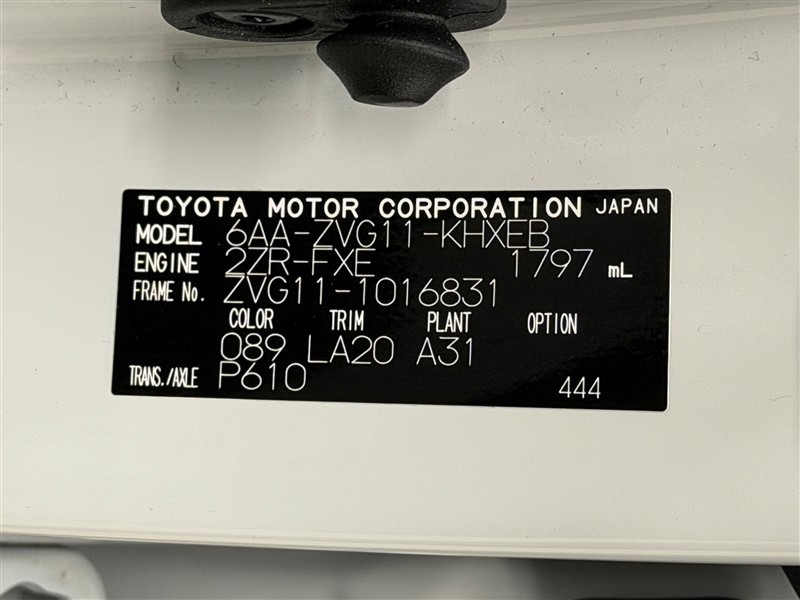 TOYOTA MOTOR CORPORATION JAPAN
MODEL 6AA-ZVG11-KHXEB
ENGINE 2ZR-FXE 1797 mL
FRAME No. ZVG11-1016831
COLOR TRIM PLANT OPTION
089 LA20 A31
TRANS./AXLE P610 444